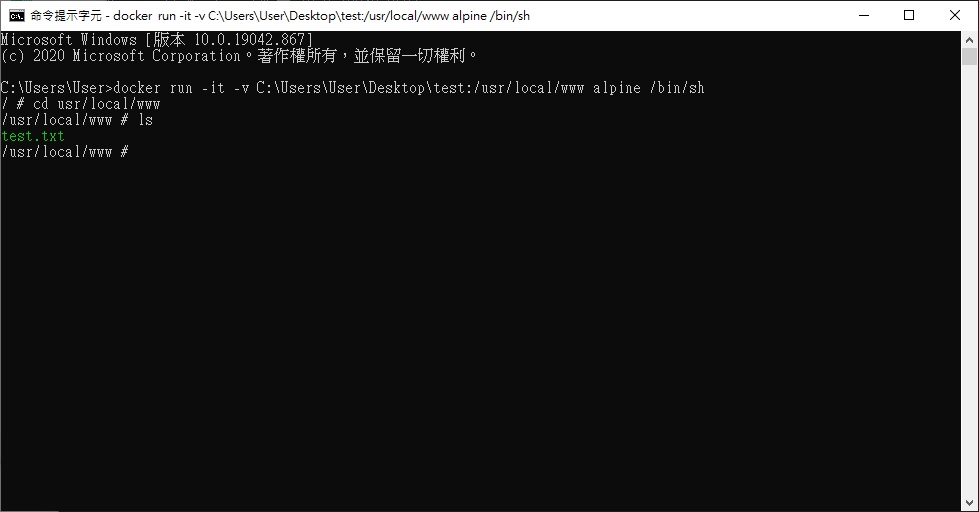 命令提示字元 - docker run -it -v C:\Users\User\Desktop\test:/usr/local/www alpine /bin/sh
Microsoft Windows [版本 10.0.19042.867]
(c) 2020 Microsoft Corporation。著作權所有，並保留一切權利。
C:\Users\User>docker run -it -v C:\Users\User\Desktop\test:/usr/local/www alpine /bin/sh
/ # cd usr/local/www
/usr/local/www # ls
test.txt
/usr/local/www #